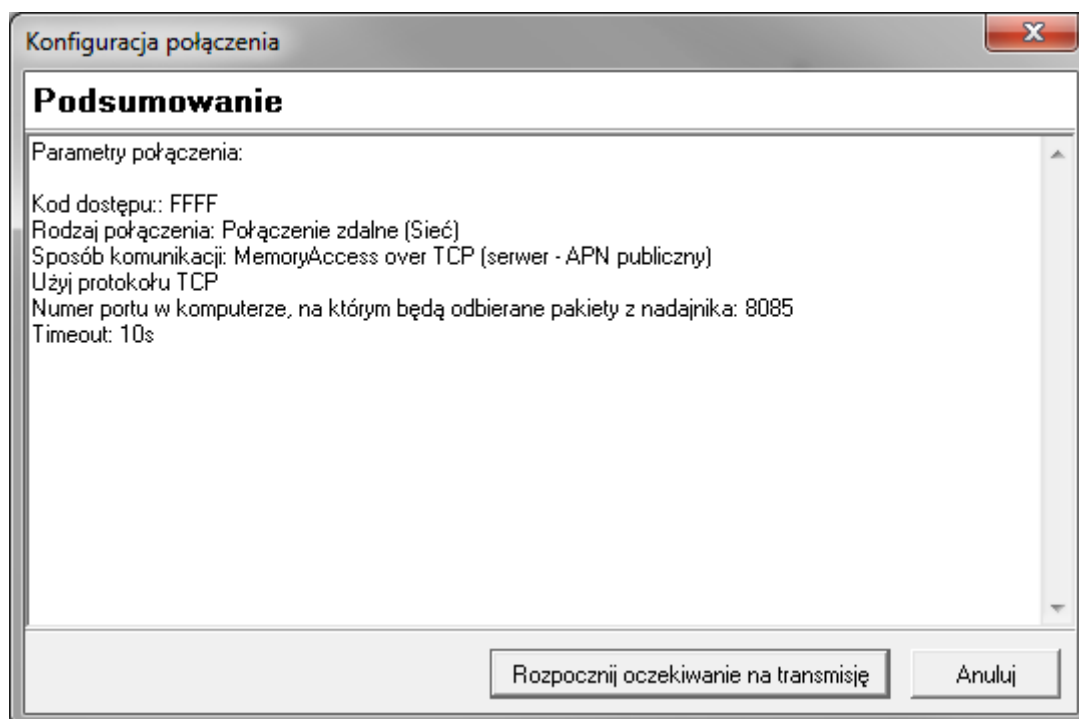 Konfiguracja połączenia
Podsumowanie
Parametry połączenia:
Kod dostępu:: FFFF
Rodzaj połączenia: Połączenie zdalne (Sieć)
Sposób komunikacji: MemoryAccess over TCP (serwer - APN publiczny)
Użyj protokołu TCP
Numer portu w komputerze, na którym będą odbierane pakiety z nadajnika: 8085
Timeout: 10s
Rozpocznij oczekiwanie na transmisję
Anuluj